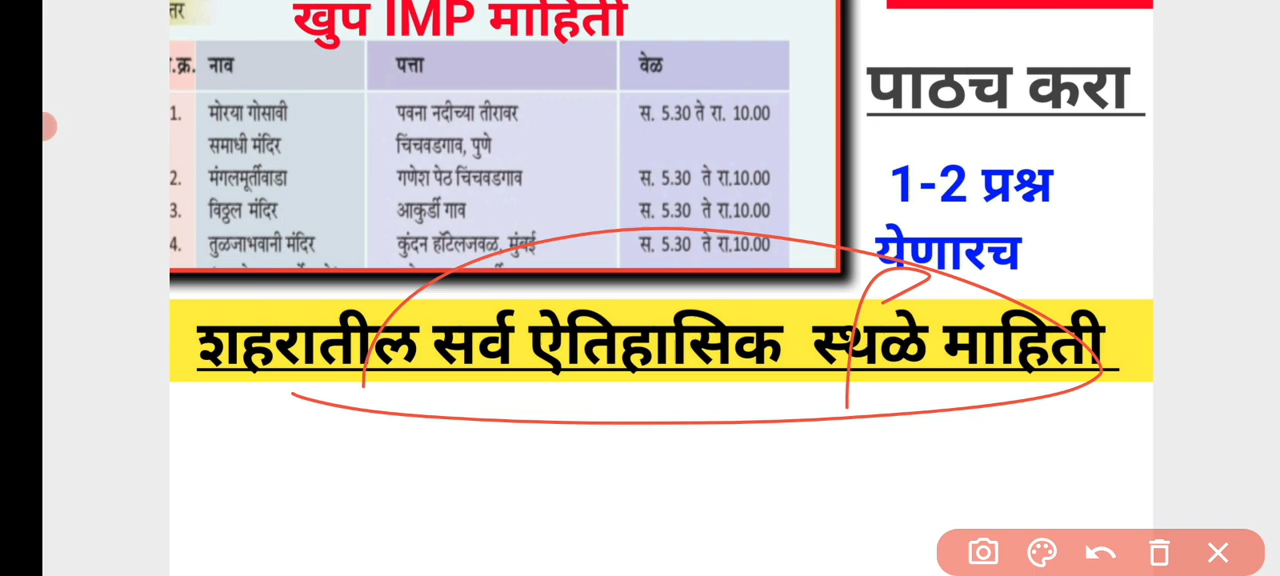 तर
खुप IMP माहिती
.क्र. नाव पत्ता वेळ
1. मोरया गोसावी पवना नदीच्या तीरावर स. 5.30 ते रा. 10.00
समाधी मंदिर चिंचवडगाव, पुणे
2. मंगलमूर्तीवाडा गणेश पेठ चिंचवडगाव स. 5.30 ते रा.10.00
3. विठ्ठल मंदिर आकुर्डी गाव स. 5.30 ते रा.10.00
4. तुळजाभवानी मंदिर कुंदन हॉटेलजवळ, मुंबई स. 5.30 ते रा.10.00
पाठच करा
1-2 प्रश्न
येणारच
शहरातील सर्व ऐतिहासिक स्थळे माहिती